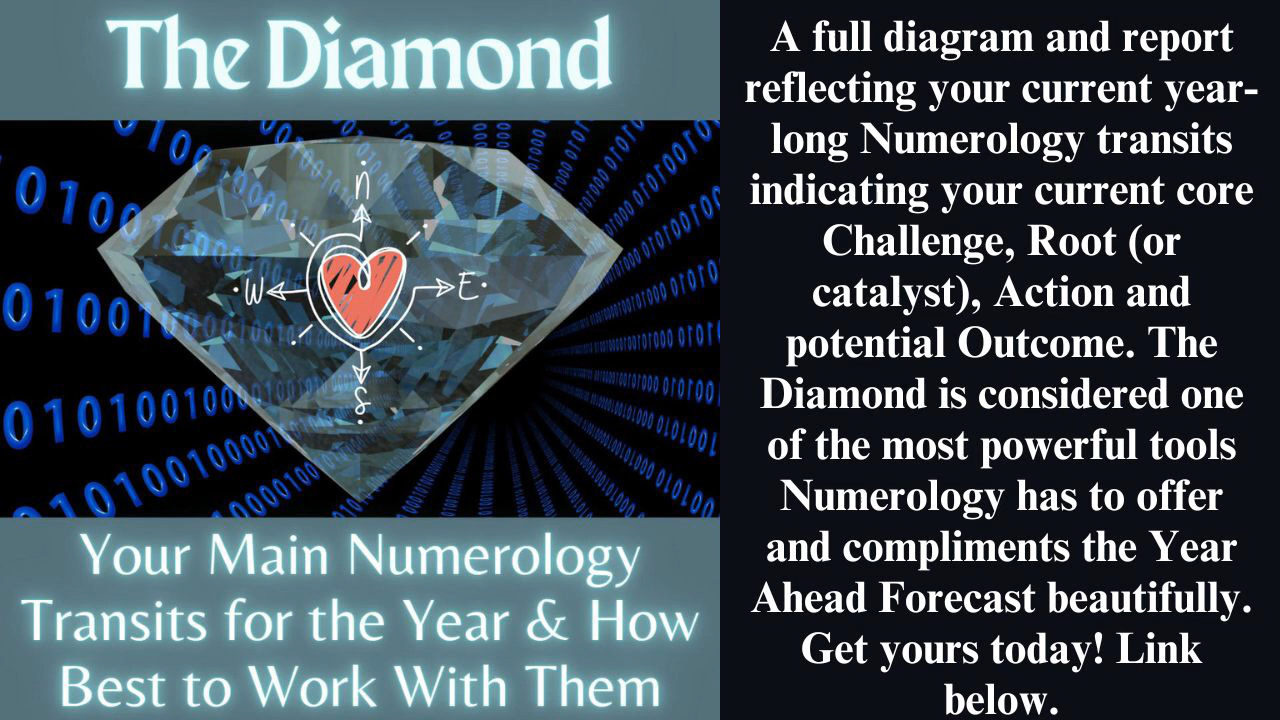 The Diamond
n
W
E
S
01001
01001
010100100
Your Main Numerology
Transits for the Year & How
Best to Work With Them
A full diagram and report
reflecting your current year-
long Numerology transits
indicating your current core
Challenge, Root (or
catalyst), Action and
potential Outcome. The
Diamond is considered one
of the most powerful tools
Numerology has to offer
and compliments the Year
Ahead Forecast beautifully.
Get yours today! Link
below.